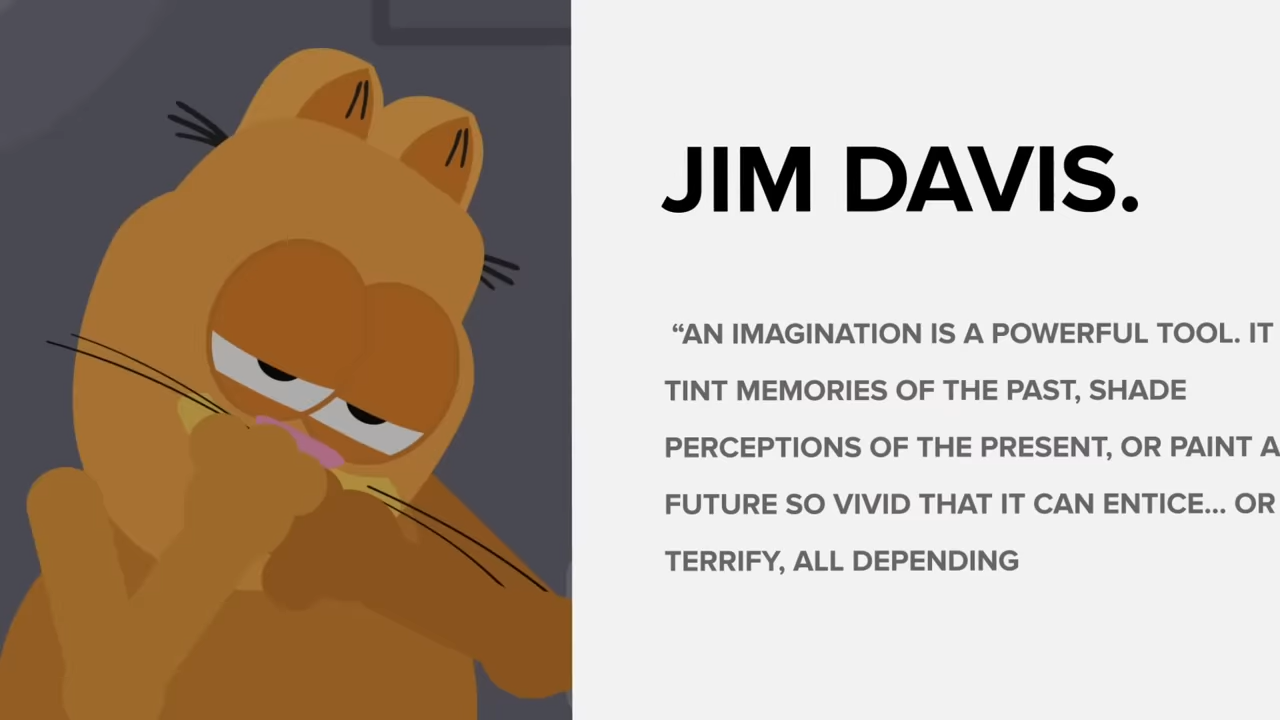 JIM DAVIS.
“AN IMAGINATION IS A POWERFUL TOOL. IT
TINT MEMORIES OF THE PAST, SHADE
PERCEPTIONS OF THE PRESENT, OR PAINT A
FUTURE SO VIVID THAT IT CAN ENTICE... OR
TERRIFY, ALL DEPENDING